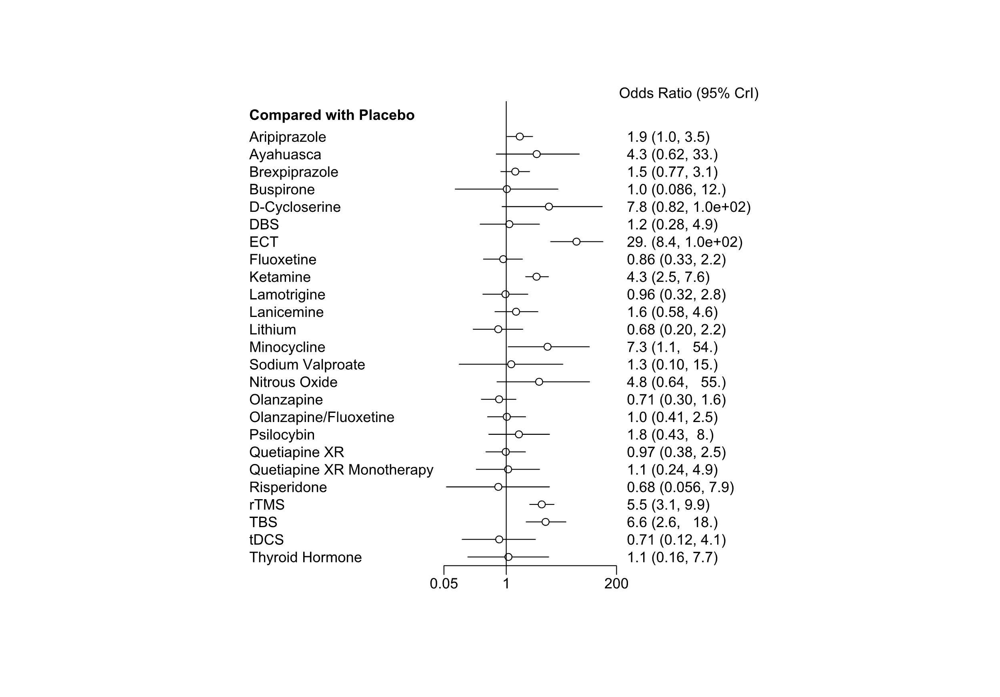 Odds Ratio (95% CrI)
Compared with Placebo
Aripiprazole 1.9 (1.0, 3.5)
Ayahuasca 4.3 (0.62, 33.)
Brexpiprazole 1.5 (0.77, 3.1)
Buspirone 1.0 (0.086, 12.)
D-Cycloserine 7.8 (0.82, 1.0e+02)
DBS 1.2 (0.28, 4.9)
ECT 29. (8.4, 1.0e+02)
Fluoxetine 0.86 (0.33, 2.2)
Ketamine 4.3 (2.5, 7.6)
Lamotrigine 0.96 (0.32, 2.8)
Lanicemine 1.6 (0.58, 4.6)
Lithium 0.68 (0.20, 2.2)
Minocycline 7.3 (1.1, 54.)
Sodium Valproate 1.3 (0.10, 15.)
Nitrous Oxide 4.8 (0.64, 55.)
Olanzapine 0.71 (0.30, 1.6)
Olanzapine/Fluoxetine 1.0 (0.41, 2.5)
Psilocybin 1.8 (0.43, 8.)
Quetiapine XR 0.97 (0.38, 2.5)
Quetiapine XR Monotherapy 1.1 (0.24, 4.9)
Risperidone 0.68 (0.056, 7.9)
rTMS 5.5 (3.1, 9.9)
TBS 6.6 (2.6, 18.)
tDCS 0.71 (0.12, 4.1)
Thyroid Hormone 1.1 (0.16, 7.7)
0.05 1 200